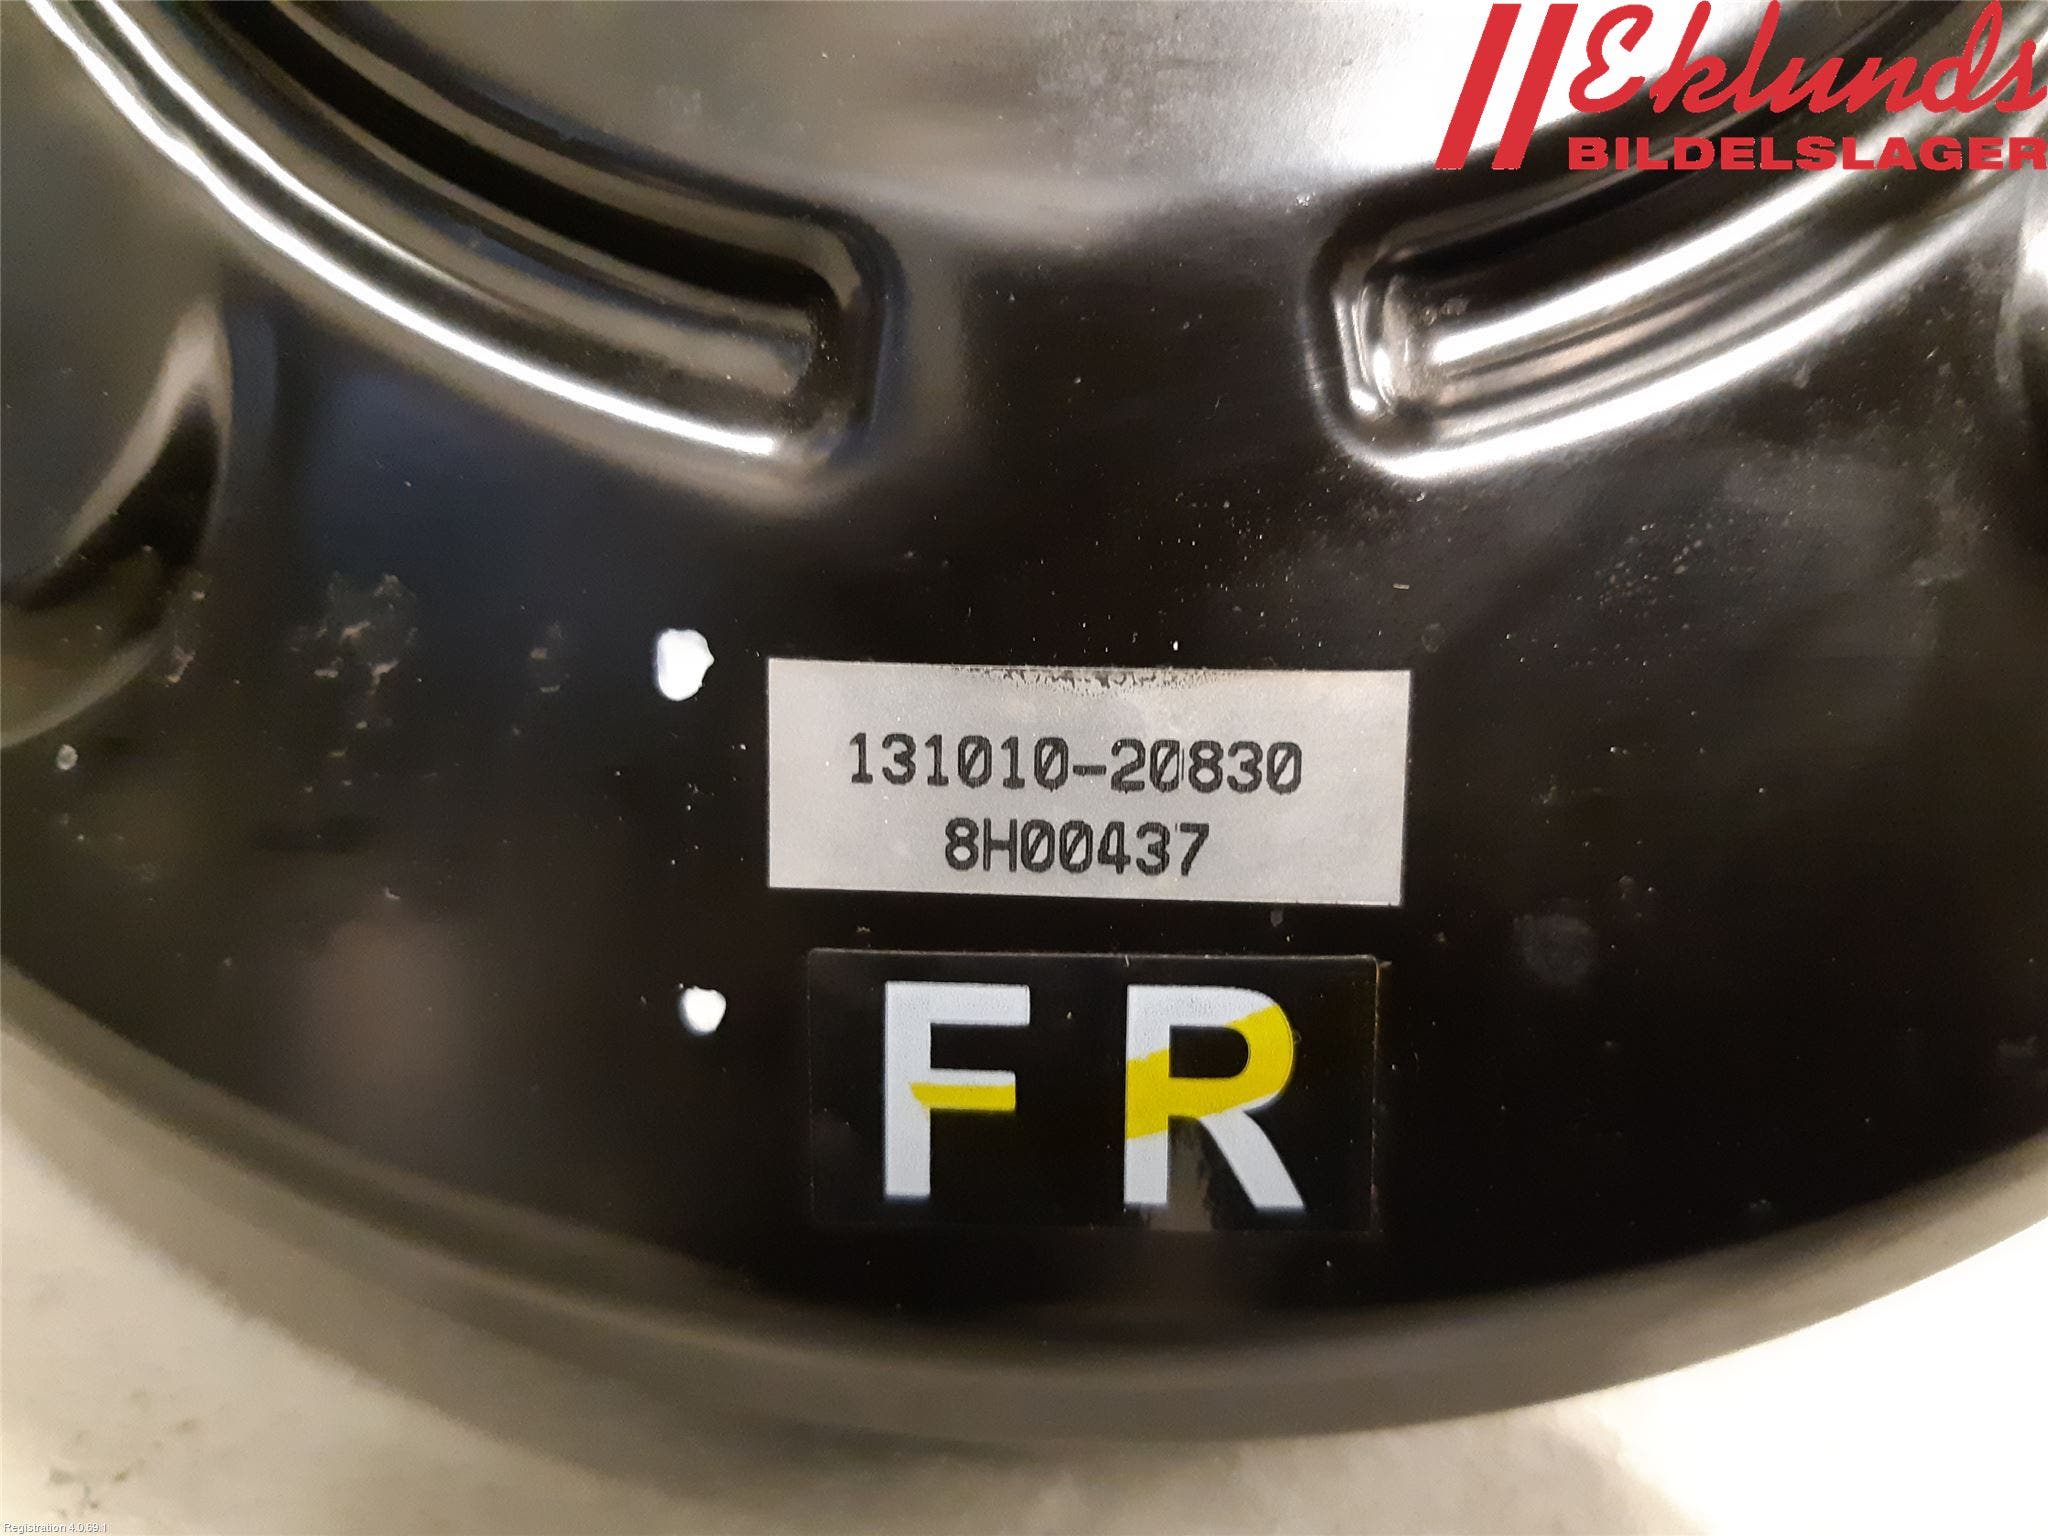 Eklunds
BILDELSLAGER
131010-20830
8H00437
FR
Registration 4.0.69.1